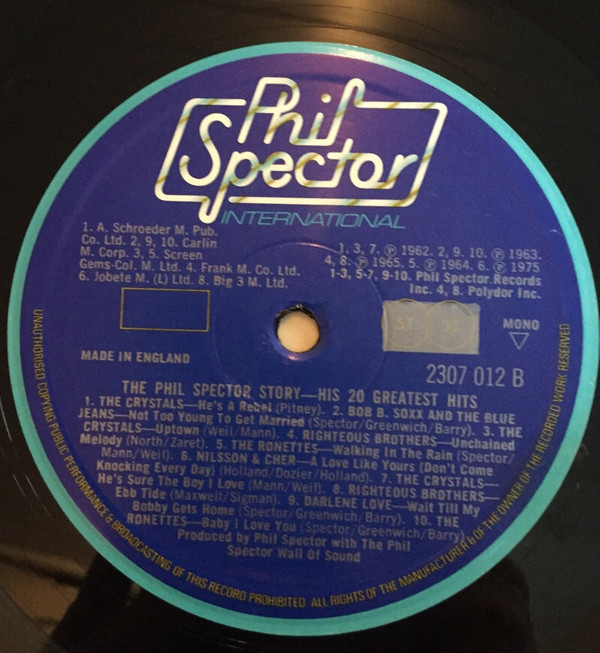 Phil
Spector
INTERNATIONAL
1. A. Schroeder M. Pub.
Co. Ltd. 2, 9, 10. Carlin
M. Corp. 3, 5. Screen
Gems-Col. M. Ltd. 4. Frank M. Co. Ltd.
6. Jobete M. (L) Ltd. 8. Big 3 M. Ltd.
1, 3, 7. ℗ 1962. 2, 9, 10. ℗ 1963.
4, 8. ℗ 1965. 5. ℗ 1964. 6. ℗ 1975
1-3, 5-7, 9-10. Phil Spector Records
Inc. 4, 8. Polydor Inc.
ST 33
MONO
MADE IN ENGLAND
2307 012 B
THE PHIL SPECTOR STORY—HIS 20 GREATEST HITS
1. THE CRYSTALS—He's A Rebel (Pitney). 2. BOB B. SOXX AND THE BLUE
JEANS—Not Too Young To Get Married (Spector/Greenwich/Barry). 3. THE
CRYSTALS—Uptown (Weil/Mann). 4. RIGHTEOUS BROTHERS—Unchained
Melody (North/Zaret). 5. THE RONETTES—Walking In The Rain (Spector/
Mann/Weil). 6. NILSSON & CHER—A Love Like Yours (Don't Come
Knocking Every Day) (Holland/Dozier/Holland). 7. THE CRYSTALS—
He's Sure The Boy I Love (Mann/Weil). 8. RIGHTEOUS BROTHERS—
Ebb Tide (Maxwell/Sigman). 9. DARLENE LOVE—Wait Till My
Bobby Gets Home (Spector/Greenwich/Barry). 10. THE
RONETTES—Baby I Love You (Spector/Greenwich/Barry)
Produced by Phil Spector with The Phil
Spector Wall Of Sound
UNAUTHORISED COPYING PUBLIC PERFORMANCE & BROADCASTING OF THIS RECORD PROHIBITED ALL RIGHTS OF THE MANUFACTURER & OF THE OWNER OF THE RECORDED WORK RESERVED